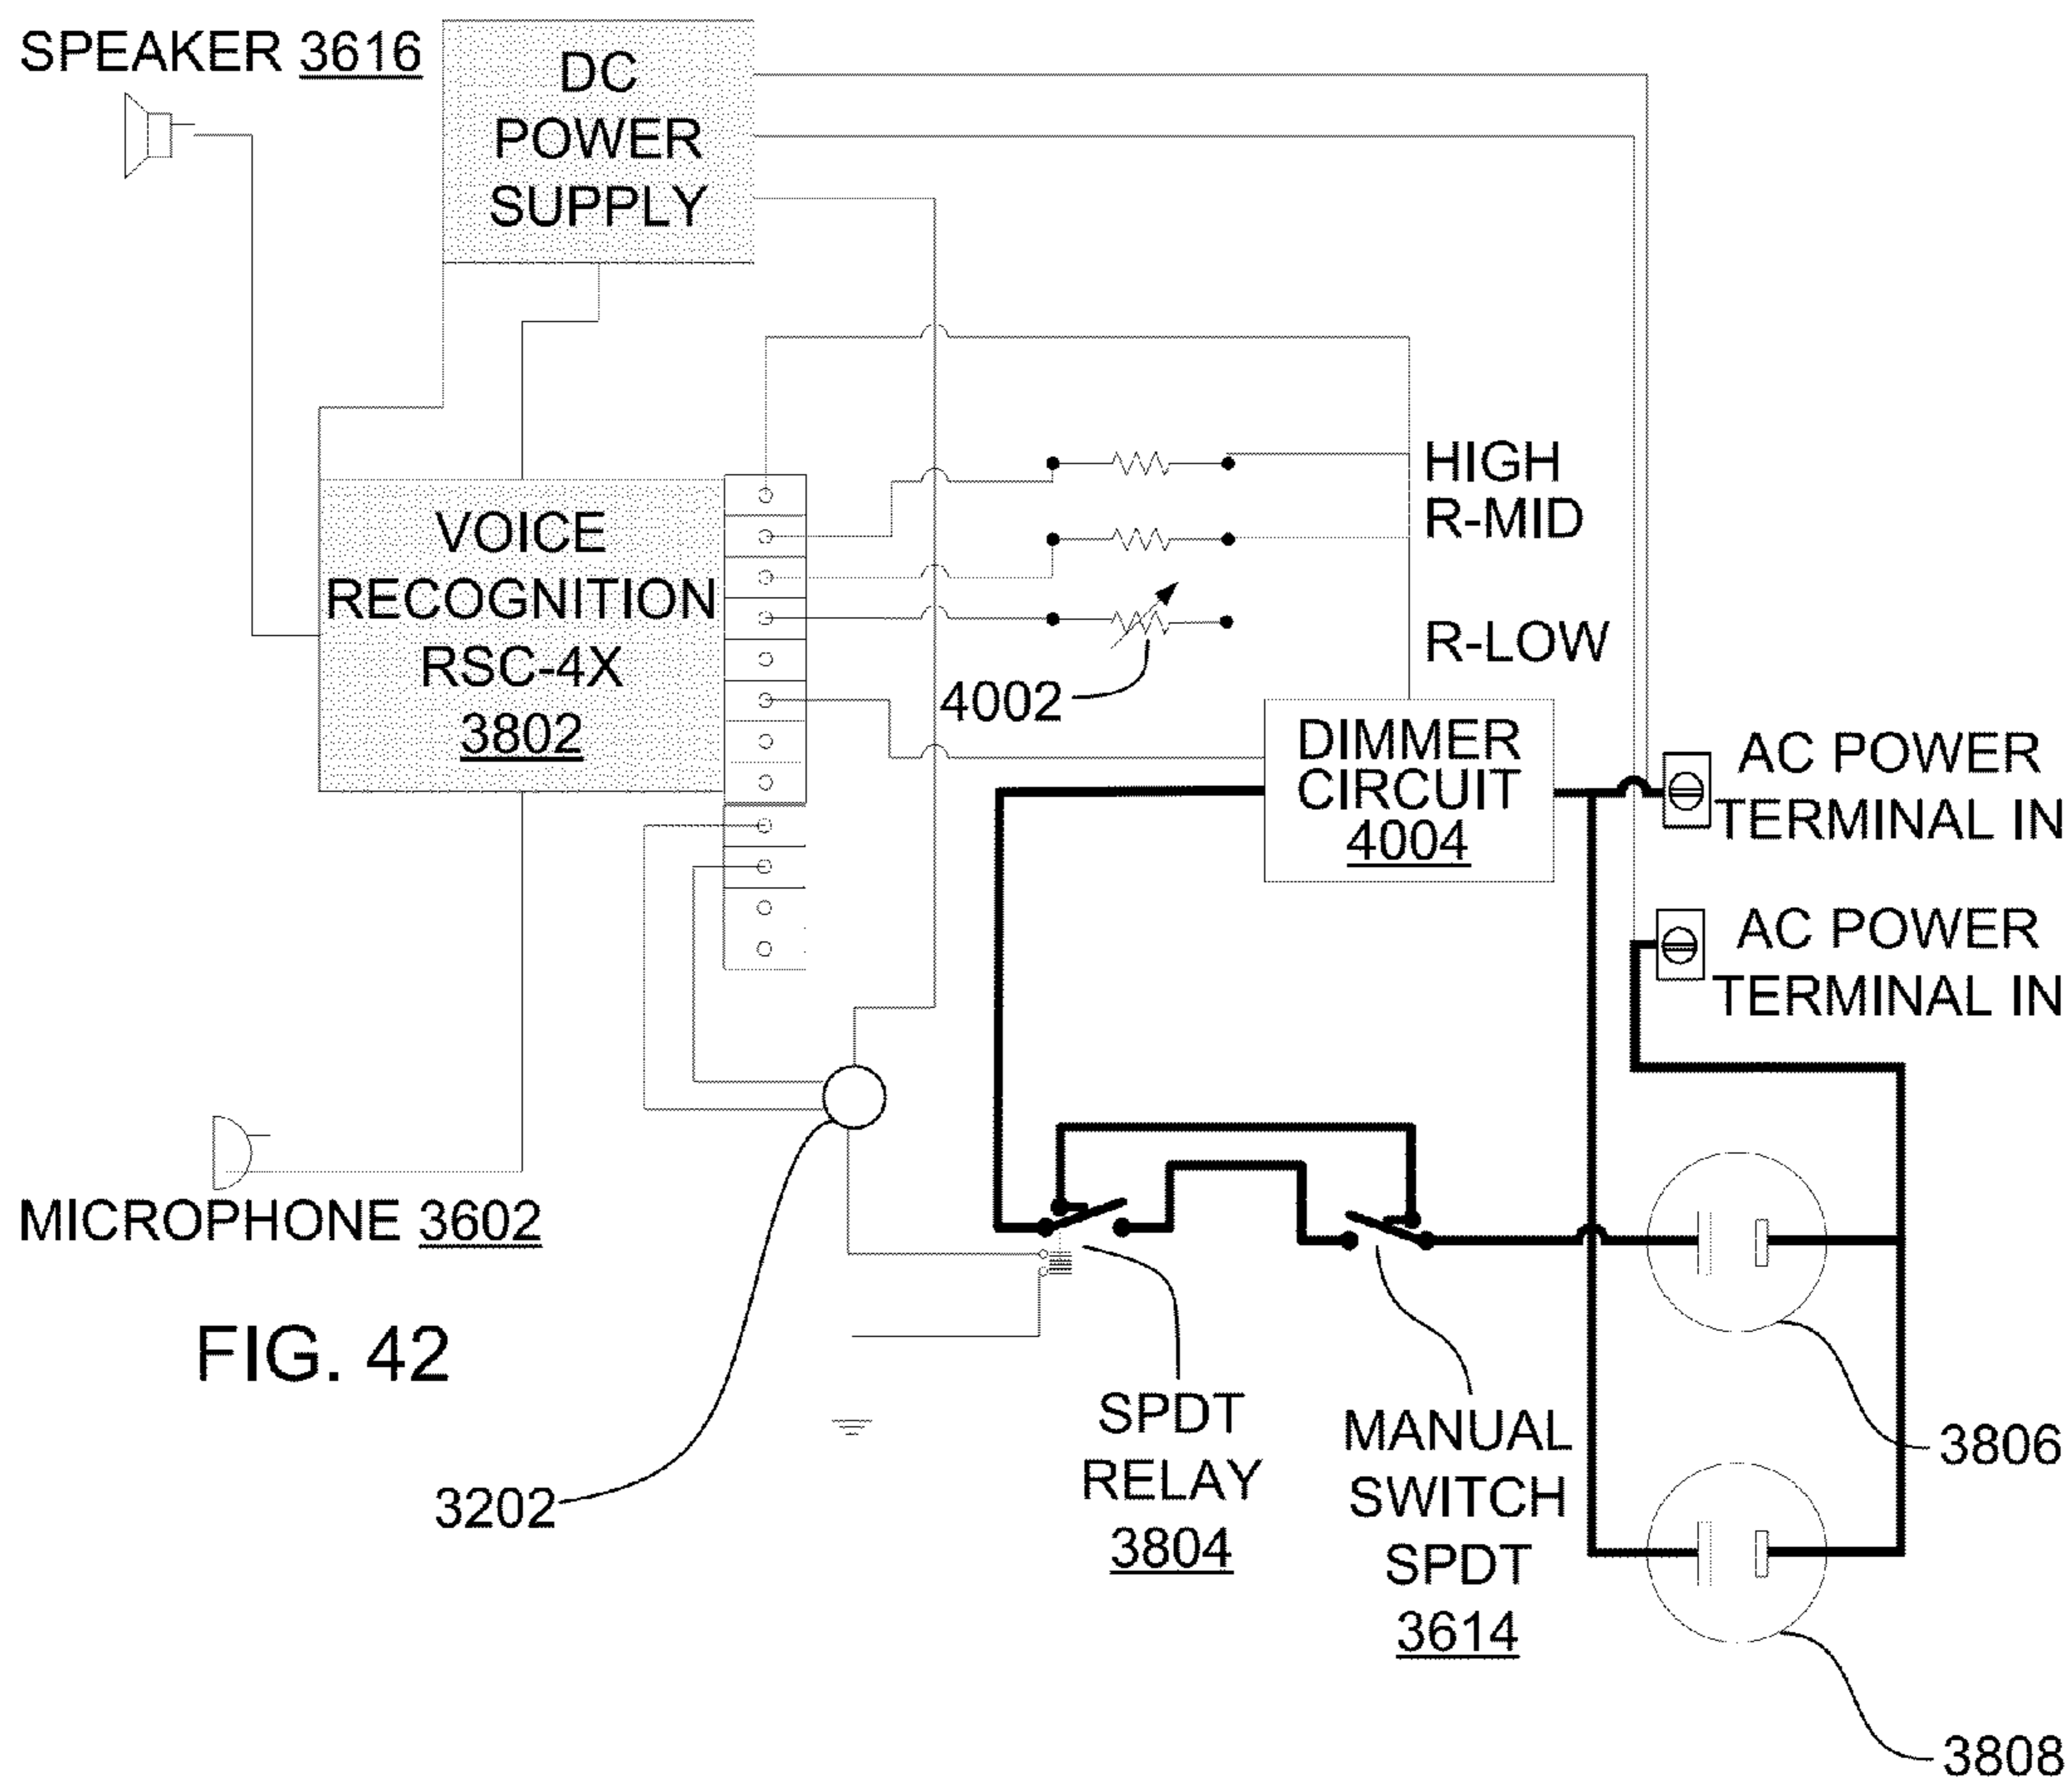 SPEAKER 3616
DC
POWER
SUPPLY
HIGH
R-MID
R-LOW
VOICE
RECOGNITION
RSC-4X
3802
4002
DIMMER
CIRCUIT
4004
AC POWER
TERMINAL IN
AC POWER
TERMINAL IN
MICROPHONE 3602
FIG. 42
3202
SPDT
RELAY
3804
MANUAL
SWITCH
SPDT
3614
3806
3808